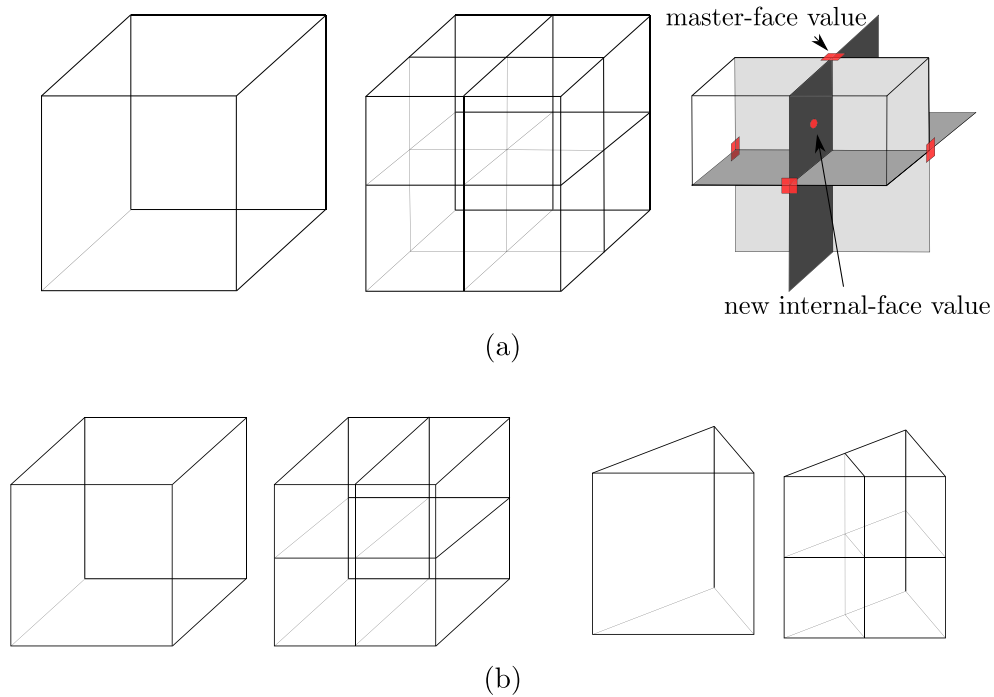 master-face value
new internal-face value
(a)
(b)